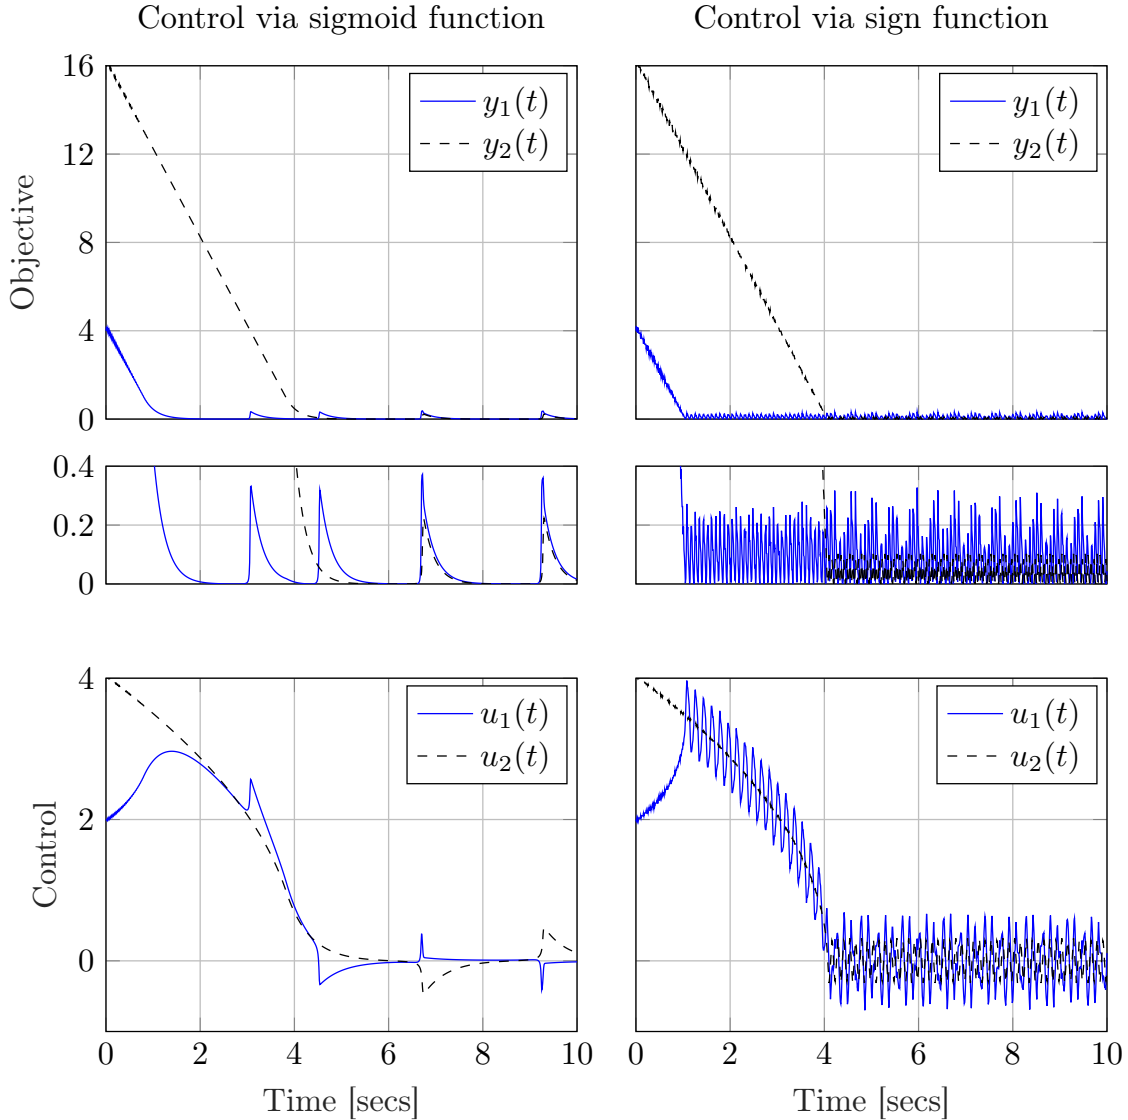 Control via sigmoid function
Control via sign function
16
12
8
4
0
Objective
y₁(t)
y₂(t)
y₁(t)
y₂(t)
0.4
0.2
0
4
2
0
Control
u₁(t)
u₂(t)
u₁(t)
u₂(t)
0 2 4 6 8 10
0 2 4 6 8 10
Time [secs]
Time [secs]